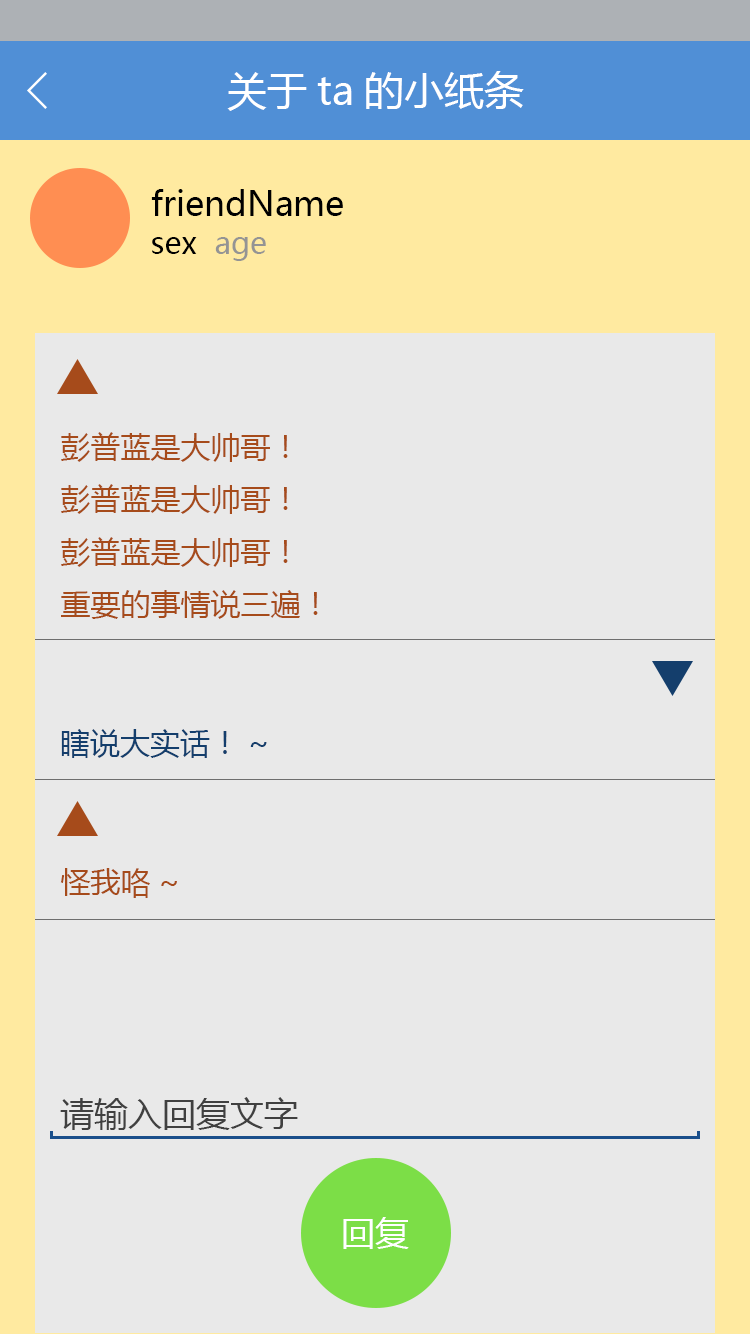 关于 ta 的小纸条
friendName
sex age
彭普蓝是大帅哥！
彭普蓝是大帅哥！
彭普蓝是大帅哥！
重要的事情说三遍！
瞎说大实话！ ~
怪我咯 ~
请输入回复文字
回复